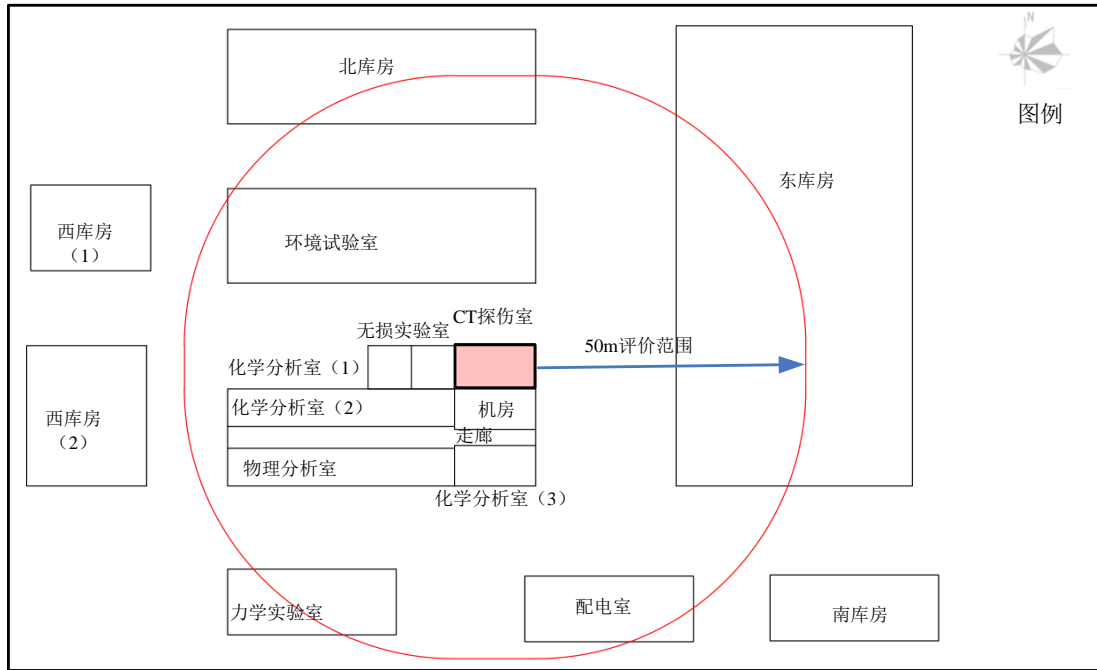 N
北库房
图例
东库房
西库房
（1）
环境试验室
CT探伤室
无损实验室
50m评价范围
化学分析室（1）
化学分析室（2）
机房
西库房
（2）
走廊
物理分析室
化学分析室（3）
力学实验室
配电室
南库房